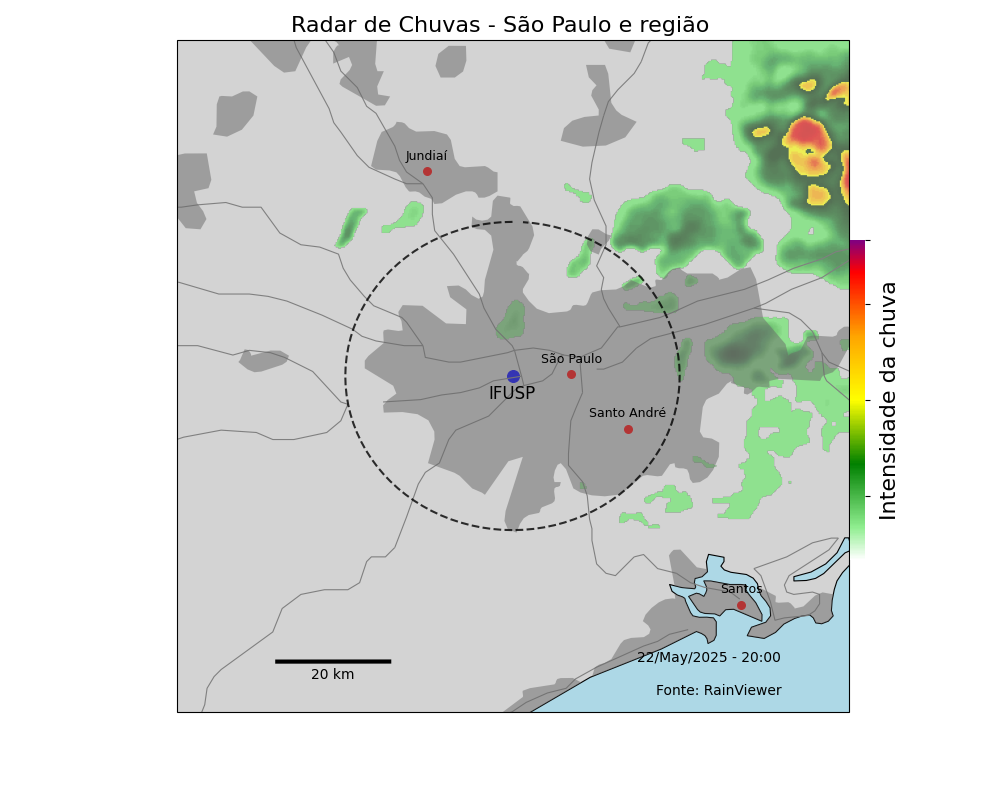 Radar de Chuvas - São Paulo e região
Jundiaí
São Paulo
IFUSP
Santo André
Intensidade da chuva
Santos
22/May/2025 - 20:00
20 km
Fonte: RainViewer